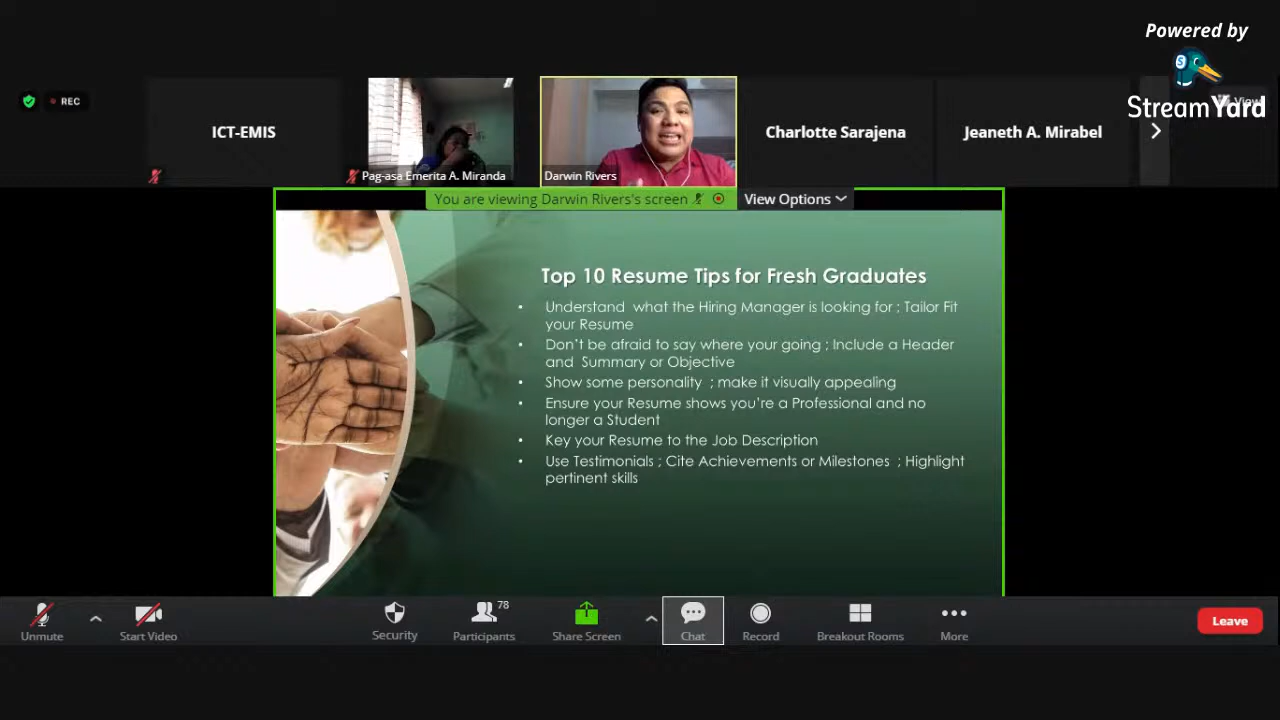 Powered by
StreamYard
REC
ICT-EMIS
Pag-asa Emerita A. Miranda
Darwin Rivers
Charlotte Sarajena
Jeaneth A. Mirabel
You are viewing Darwin Rivers's screen
View Options
Top 10 Resume Tips for Fresh Graduates
• Understand what the Hiring Manager is looking for ; Tailor Fit
your Resume
• Don't be afraid to say where your going ; Include a Header
and Summary or Objective
• Show some personality ; make it visually appealing
• Ensure your Resume shows you're a Professional and no
longer a Student
• Key your Resume to the Job Description
• Use Testimonials ; Cite Achievements or Milestones ; Highlight
pertinent skills
Unmute
Start Video
Security
78
Participants
Share Screen
Chat
Record
Breakout Rooms
More
Leave